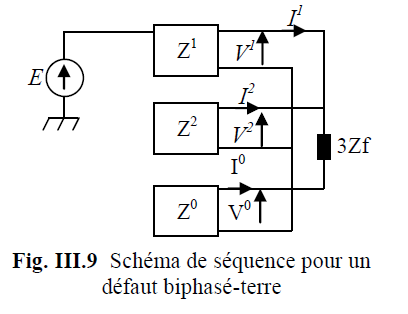 I¹
Z¹
V¹
E
I²
Z²
V²
3Zf
I⁰
Z⁰
V⁰
Fig. III.9 Schéma de séquence pour un
défaut biphasé-terre